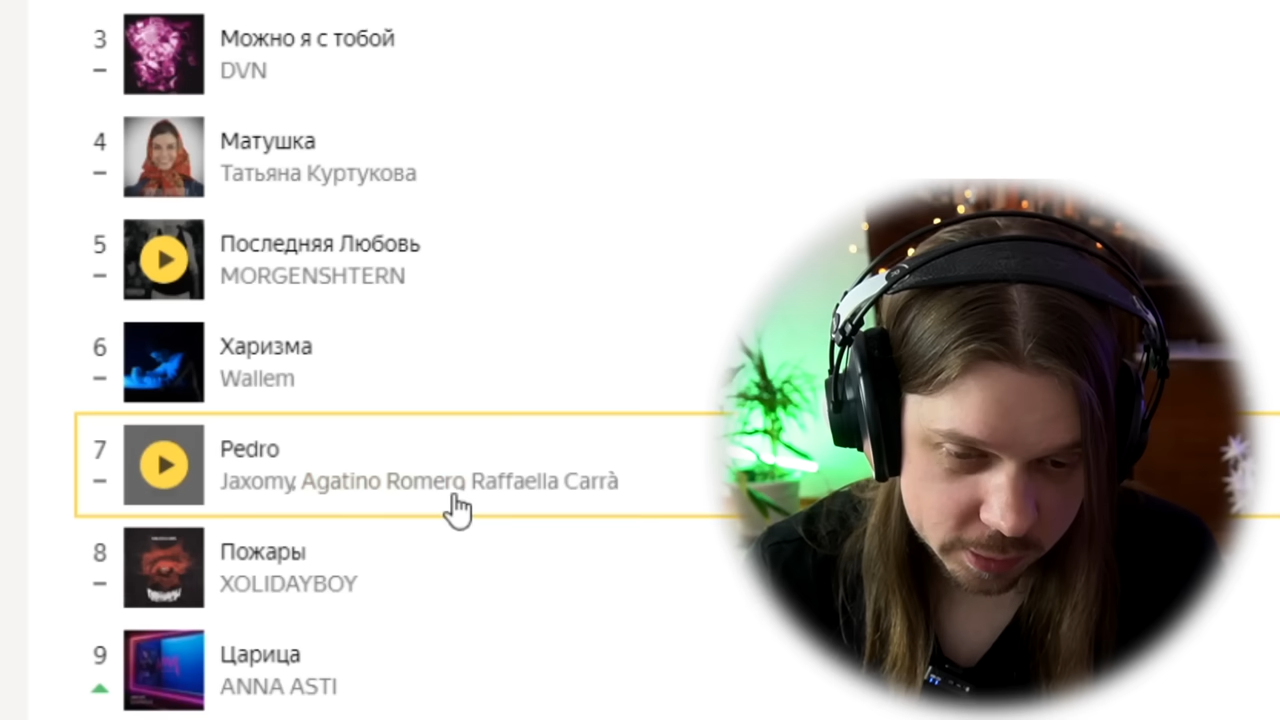 3
Можно я с тобой
DVN
4
Матушка
Татьяна Куртукова
5
Последняя Любовь
MORGENSHTERN
6
Харизма
Wallem
7
Pedro
Jaxomy, Agatino Romero Raffaella Carrà
8
Пожары
XOLIDAYBOY
9
Царица
ANNA ASTI